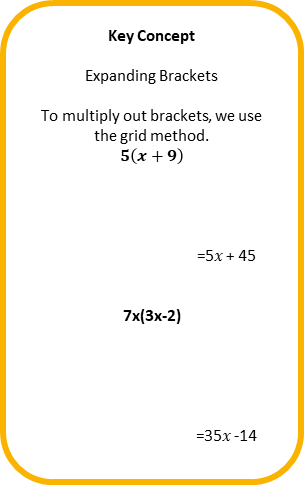 Key Concept
Expanding Brackets
To multiply out brackets, we use
the grid method.
5(x + 9)
=5x + 45
7x(3x-2)
=35x -14